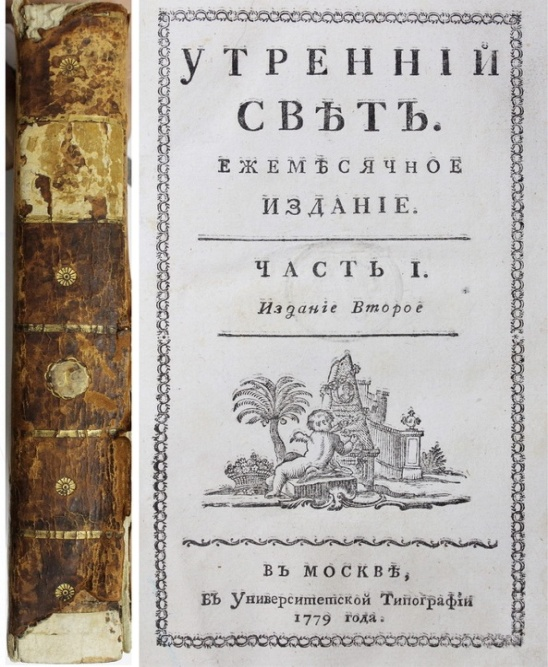 УТРЕННІЙ
СВѢТЪ.
ЕЖЕМѢСЯЧНОЕ
ИЗДАНІЕ.
ЧАСТЬ I.
Изданіе Второе
ВЪ МОСКВѢ,
Въ Университетской Типографіи
1779 года.